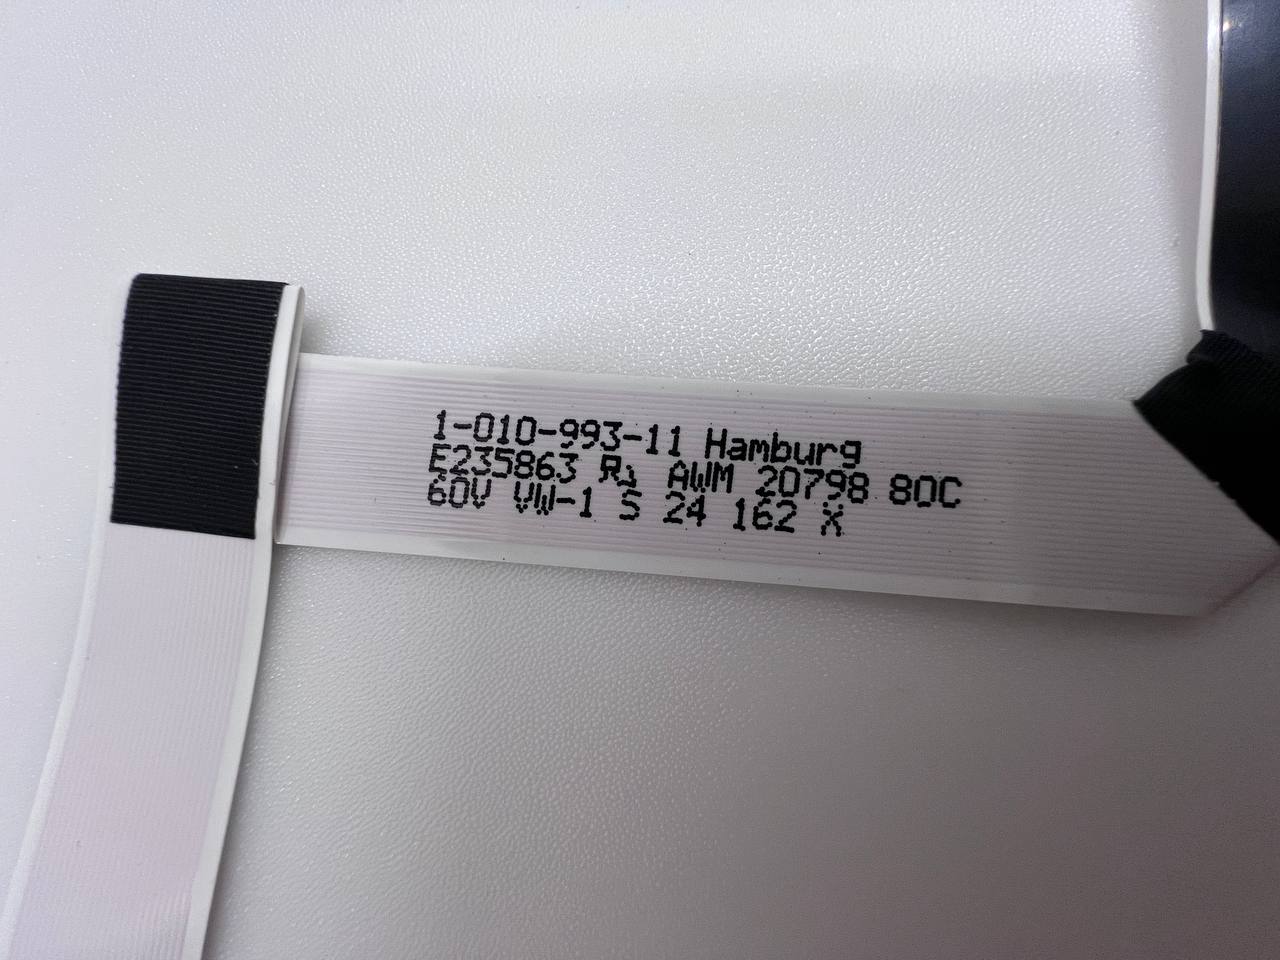 1-010-993-11 Hamburg
E235863 AWM 20798 80C
60V VW-1 S 24 162 X